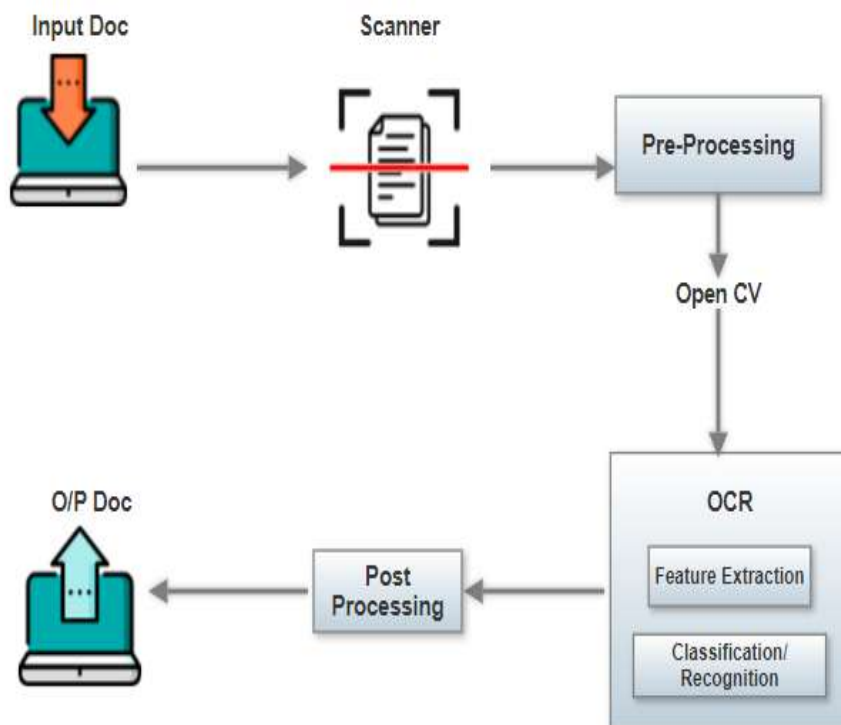 Input Doc
Scanner
Pre-Processing
Open CV
OCR
Feature Extraction
Classification/
Recognition
Post
Processing
O/P Doc